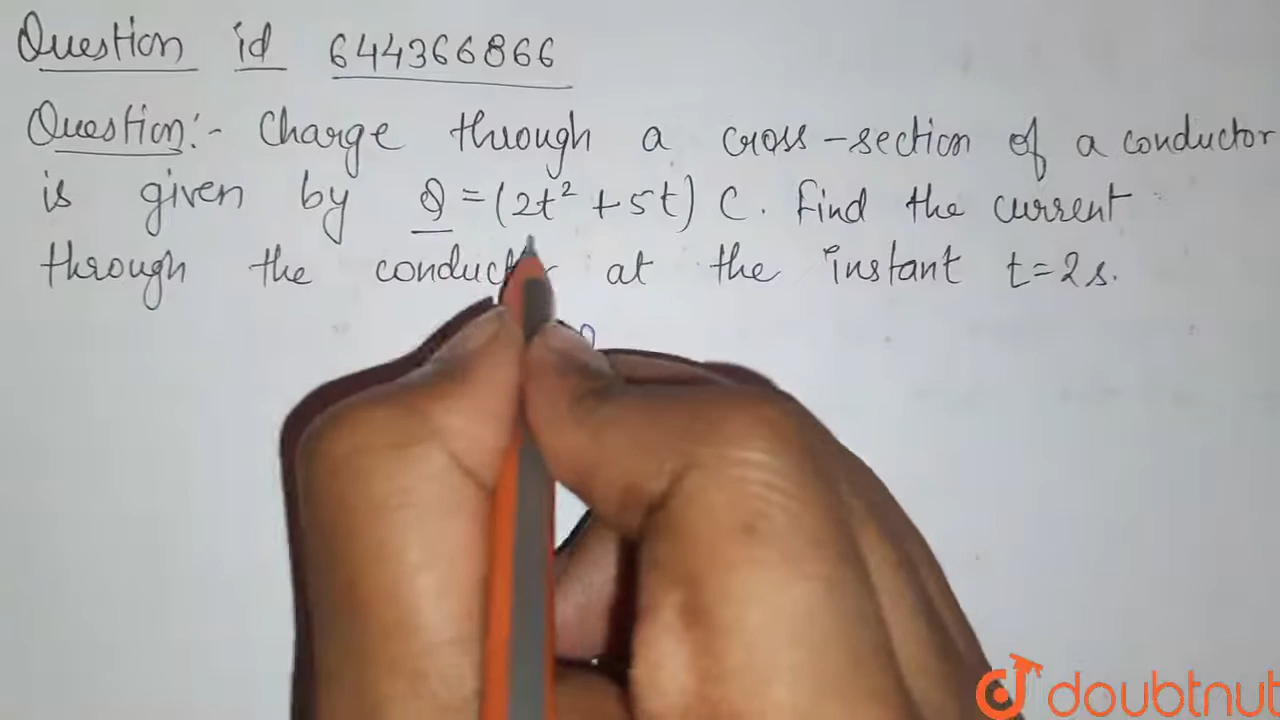 Question id 644366866
Question:- Charge through a cross-section of a conductor
is given by Q = (2t² + 5t) C. Find the current
through the conductor at the instant t=2s.
doubtnut